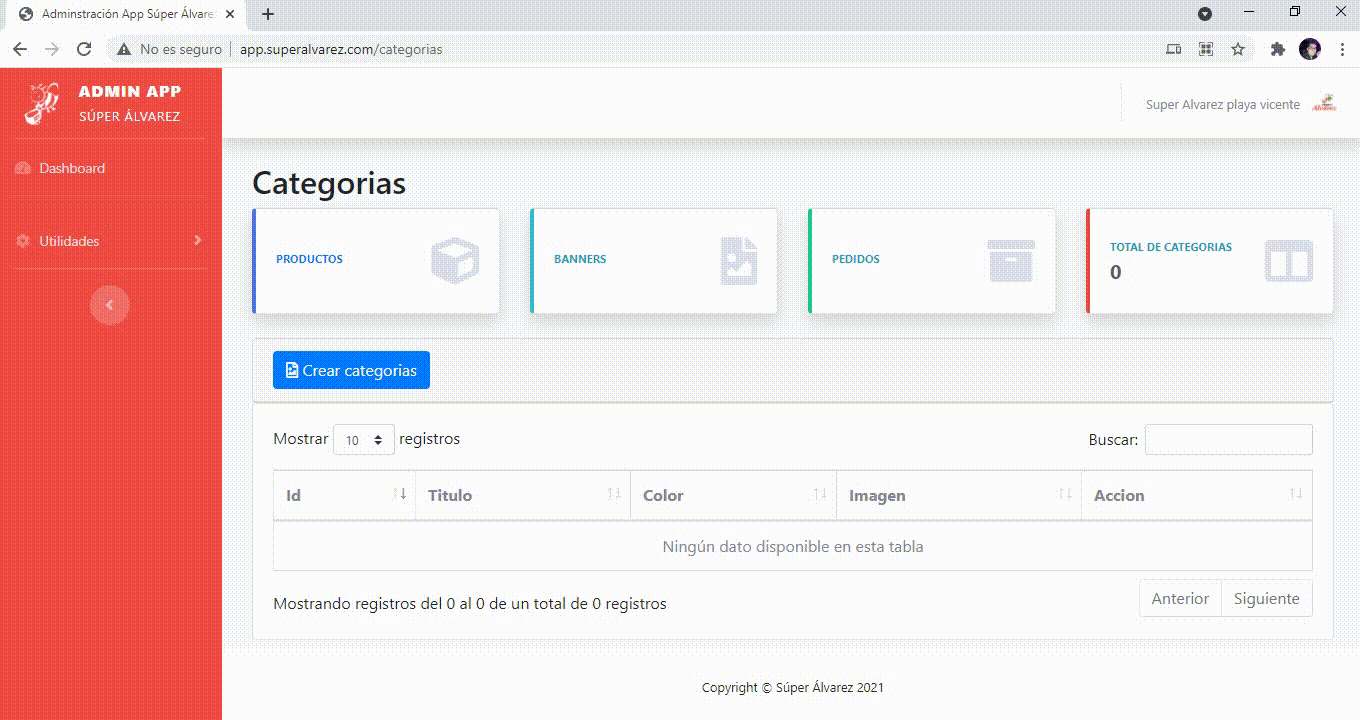 Adminstración App Súper Álvare
No es seguro | app.superalvarez.com/categorias
ADMIN APP
SÚPER ÁLVAREZ
Super Alvarez playa vicente
Dashboard
Utilidades
Categorias
PRODUCTOS
BANNERS
PEDIDOS
TOTAL DE CATEGORIAS
0
Crear categorias
Mostrar 10 registros
Buscar:
Id Titulo Color Imagen Accion
Ningún dato disponible en esta tabla
Mostrando registros del 0 al 0 de un total de 0 registros
Anterior Siguiente
Copyright © Súper Álvarez 2021